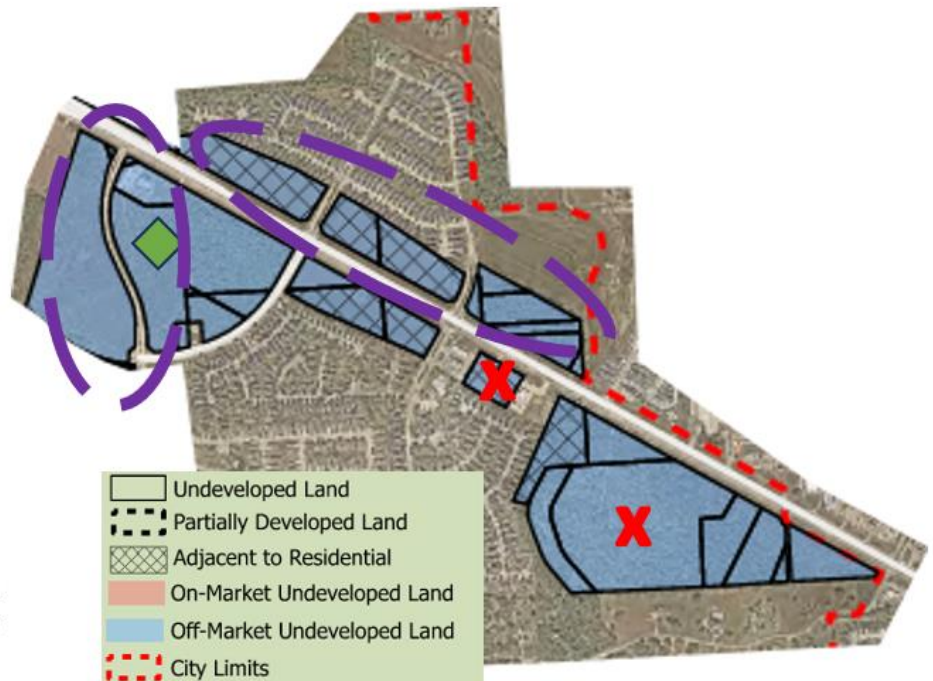 X
X
Undeveloped Land
Partially Developed Land
Adjacent to Residential
On-Market Undeveloped Land
Off-Market Undeveloped Land
City Limits